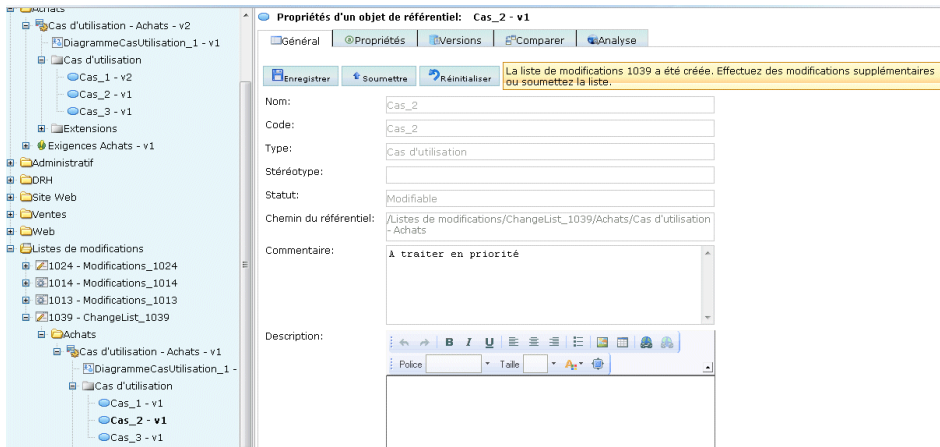 Achats
Cas d'utilisation - Achats - v2
DiagrammeCasUtilisation_1 - v1
Cas d'utilisation
Cas_1 - v2
Cas_2 - v1
Cas_3 - v1
Extensions
Exigences Achats - v1
Administratif
DRH
Site Web
Ventes
Web
Listes de modifications
1024 - Modifications_1024
1014 - Modifications_1014
1013 - Modifications_1013
1039 - ChangeList_1039
Achats
Cas d'utilisation - Achats - v1
DiagrammeCasUtilisation_1 -
Cas d'utilisation
Cas_1 - v1
Cas_2 - v1
Cas_3 - v1
Propriétés d'un objet de référentiel: Cas_2 - v1
Général Propriétés Versions Comparer Analyse
Enregistrer Soumettre Réinitialiser
La liste de modifications 1039 a été créée. Effectuez des modifications supplémentaires
ou soumettez la liste.
Nom: Cas_2
Code: Cas_2
Type: Cas d'utilisation
Stéréotype:
Statut: Modifiable
Chemin du référentiel: /Listes de modifications/ChangeList_1039/Achats/Cas d'utilisation
- Achats
Commentaire: A traiter en priorité
Description:
B I U
Police Taille